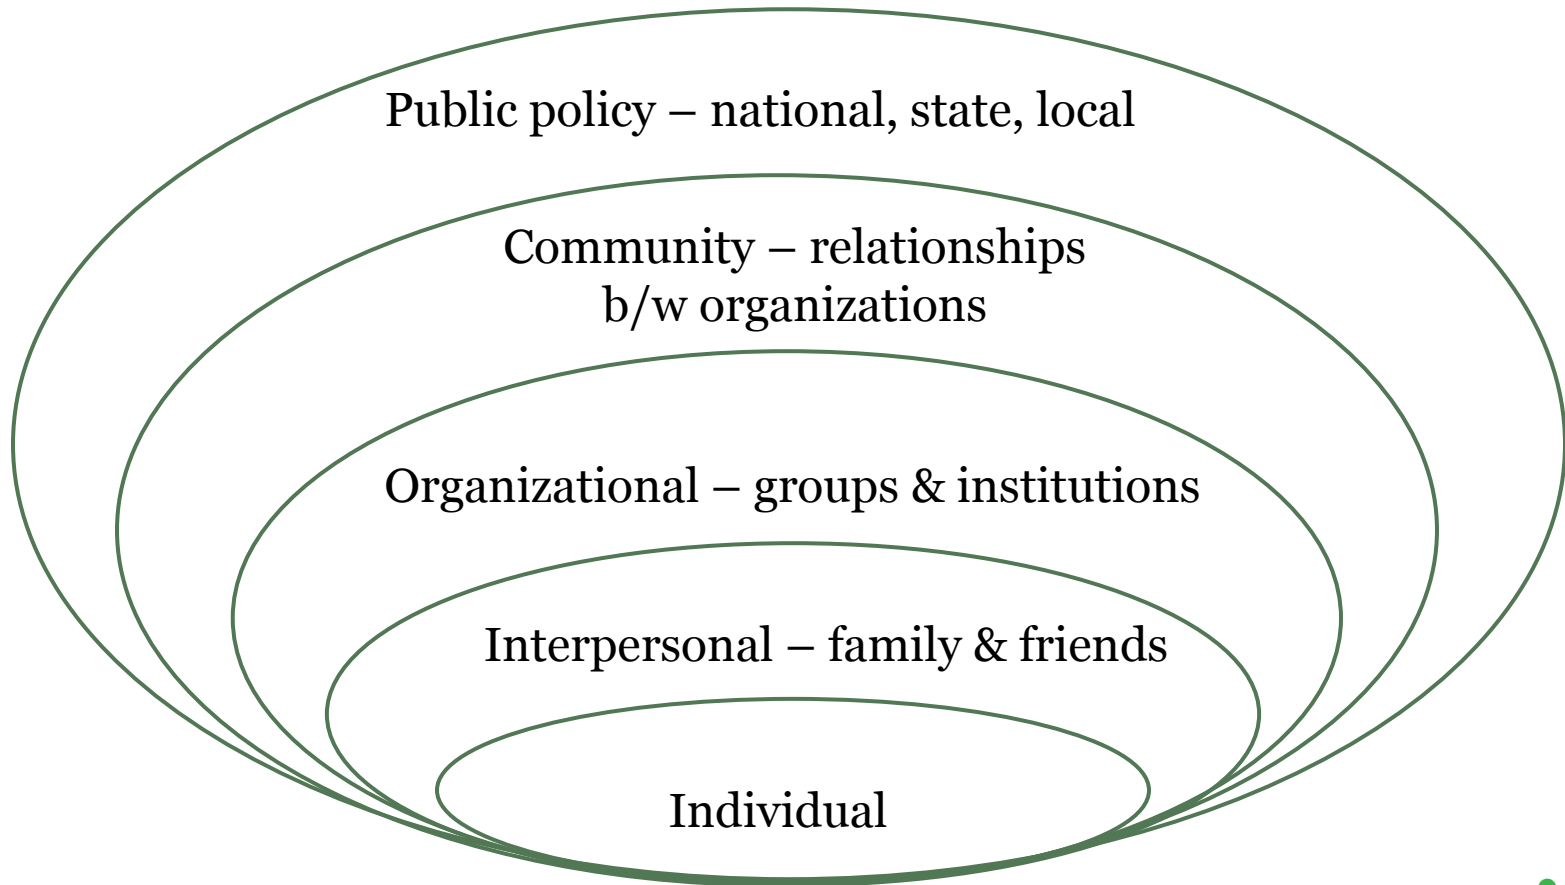 Public policy – national, state, local
Community – relationships
b/w organizations
Organizational – groups & institutions
Interpersonal – family & friends
Individual